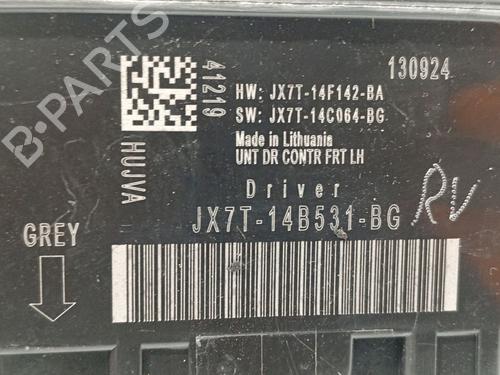 130924
41219
HW: JX7T-14F142-BA
SW: JX7T-14C064-BG
Made in Lithuania
UNT DR CONTR FRT LH
HUJVA
Driver
JX7T-14B531-BG
RV
GREY
B-PARTS